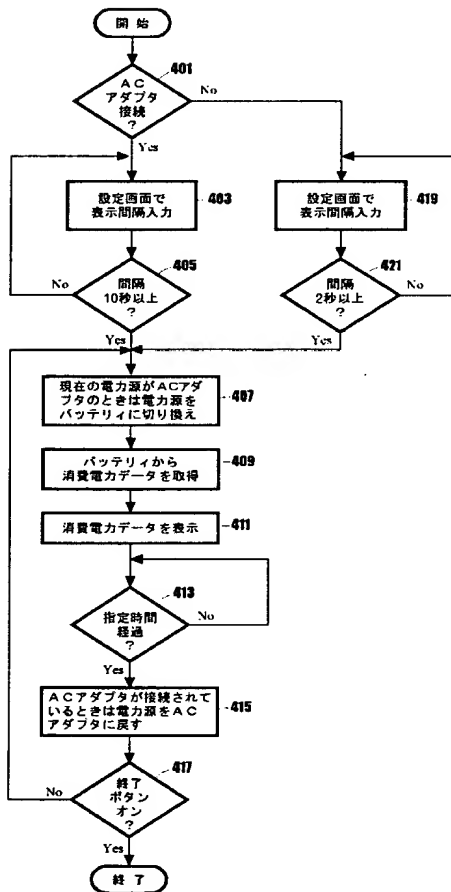 開 始
401
AC
アダプタ
接続
?
No
Yes
設定画面で
表示間隔入力
403
設定画面で
表示間隔入力
419
405
間隔
10秒以上
?
No
Yes
421
間隔
2秒以上
?
No
Yes
現在の電力源がACアダ
プタのときは電力源を
バッテリィに切り換え
407
バッテリィから
消費電力データを取得
409
消費電力データを表示
411
413
指定時間
経過
?
No
Yes
ACアダプタが接続されて
いるときは電力源をAC
アダプタに戻す
415
417
終了
ボタン
オン
?
No
Yes
終 了